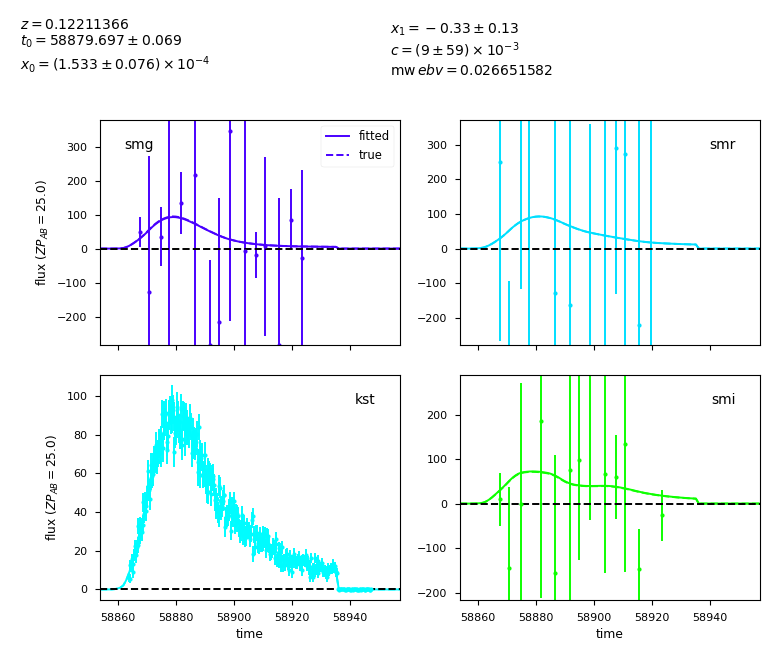 z = 0.12211366
t₀ = 58879.697 ± 0.069
x₀ = (1.533 ± 0.076) × 10⁻⁴
x₁ = −0.33 ± 0.13
c = (9 ± 59) × 10⁻³
mw ebv = 0.026651582
smg
fitted
true
flux (ZP_AB = 25.0)
300
200
100
0
−100
−200
smr
300
200
100
0
−100
−200
kst
flux (ZP_AB = 25.0)
100
80
60
40
20
0
58860 58880 58900 58920 58940
time
smi
200
100
0
−100
−200
58860 58880 58900 58920 58940
time